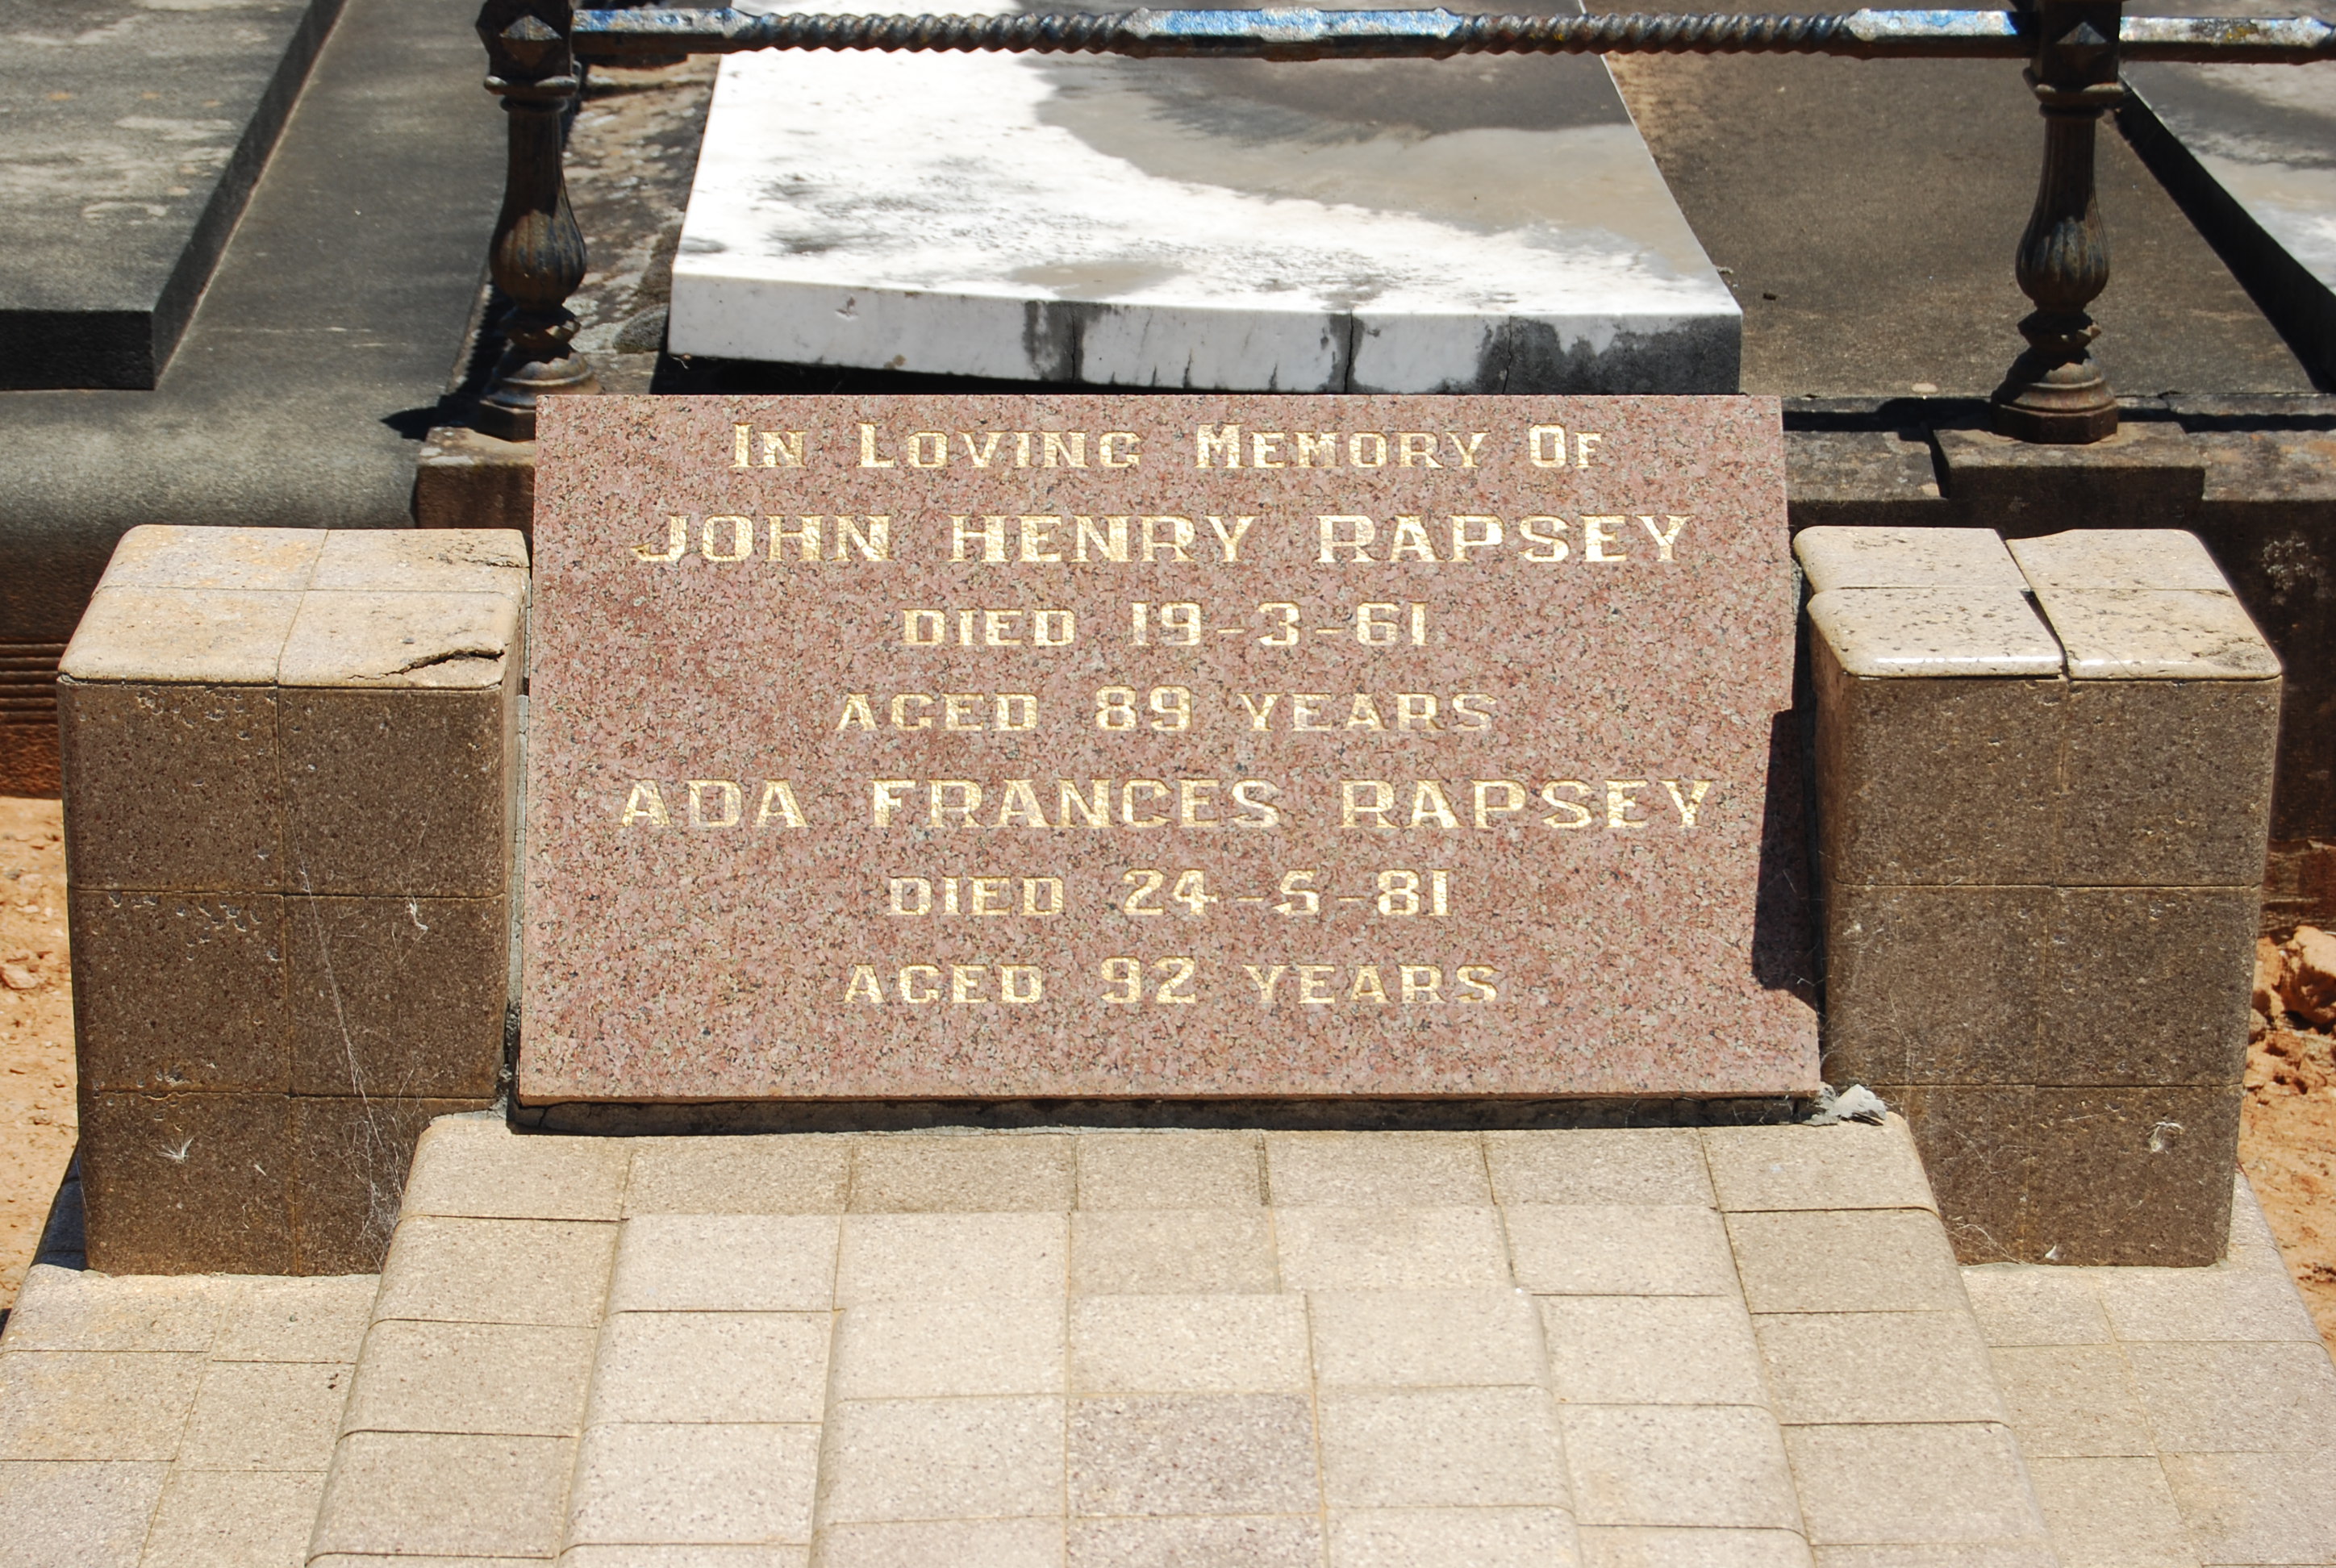 In Loving Memory Of
JOHN HENRY RAPSEY
DIED 19-3-61
AGED 89 YEARS
ADA FRANCES RAPSEY
DIED 24-5-81
AGED 92 YEARS